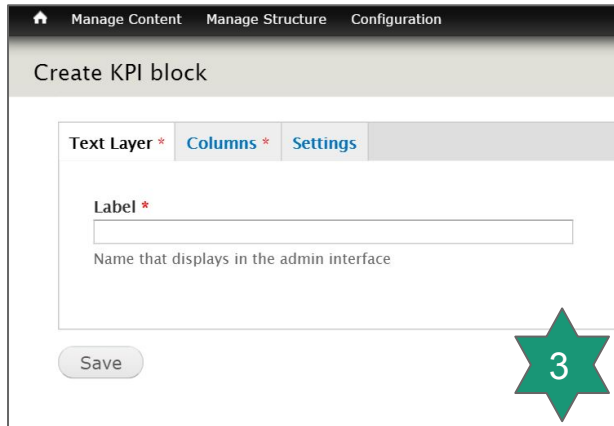 Manage Content Manage Structure Configuration
Create KPI block
Text Layer * Columns * Settings
Label *
Name that displays in the admin interface
Save
3